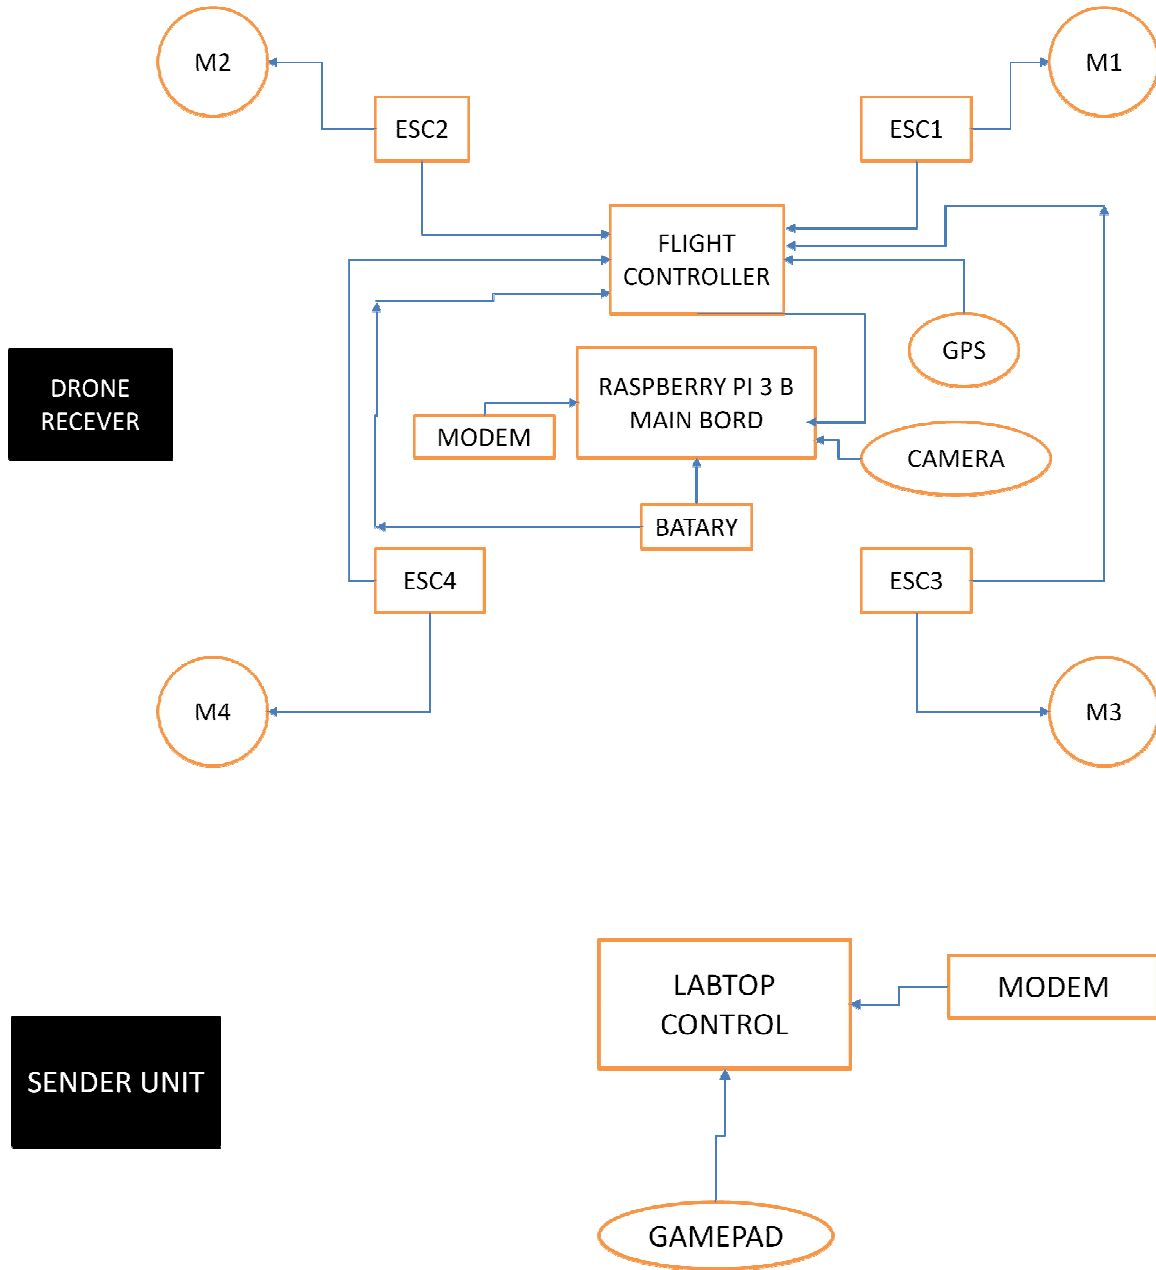 M2
M1
ESC2
ESC1
FLIGHT
CONTROLLER
GPS
DRONE
RECEVER
RASPBERRY PI 3 B
MAIN BORD
MODEM
CAMERA
BATARY
ESC4
ESC3
M4
M3
LABTOP
CONTROL
MODEM
SENDER UNIT
GAMEPAD